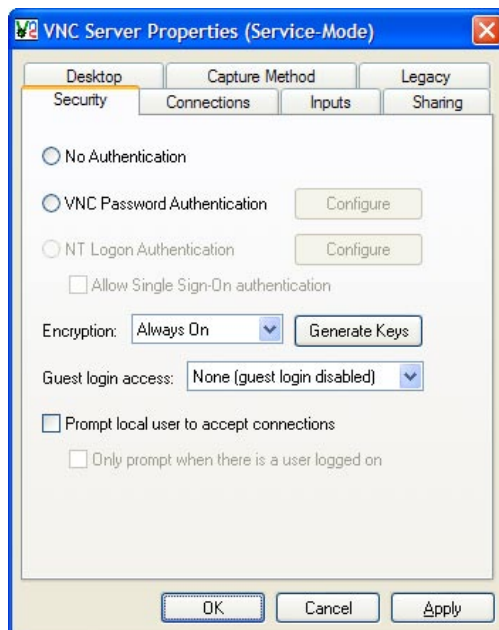 VNC Server Properties (Service-Mode)
Desktop Capture Method Legacy
Security Connections Inputs Sharing
No Authentication
VNC Password Authentication Configure
NT Logon Authentication Configure
Allow Single Sign-On authentication
Encryption: Always On Generate Keys
Guest login access: None (guest login disabled)
Prompt local user to accept connections
Only prompt when there is a user logged on
OK Cancel Apply